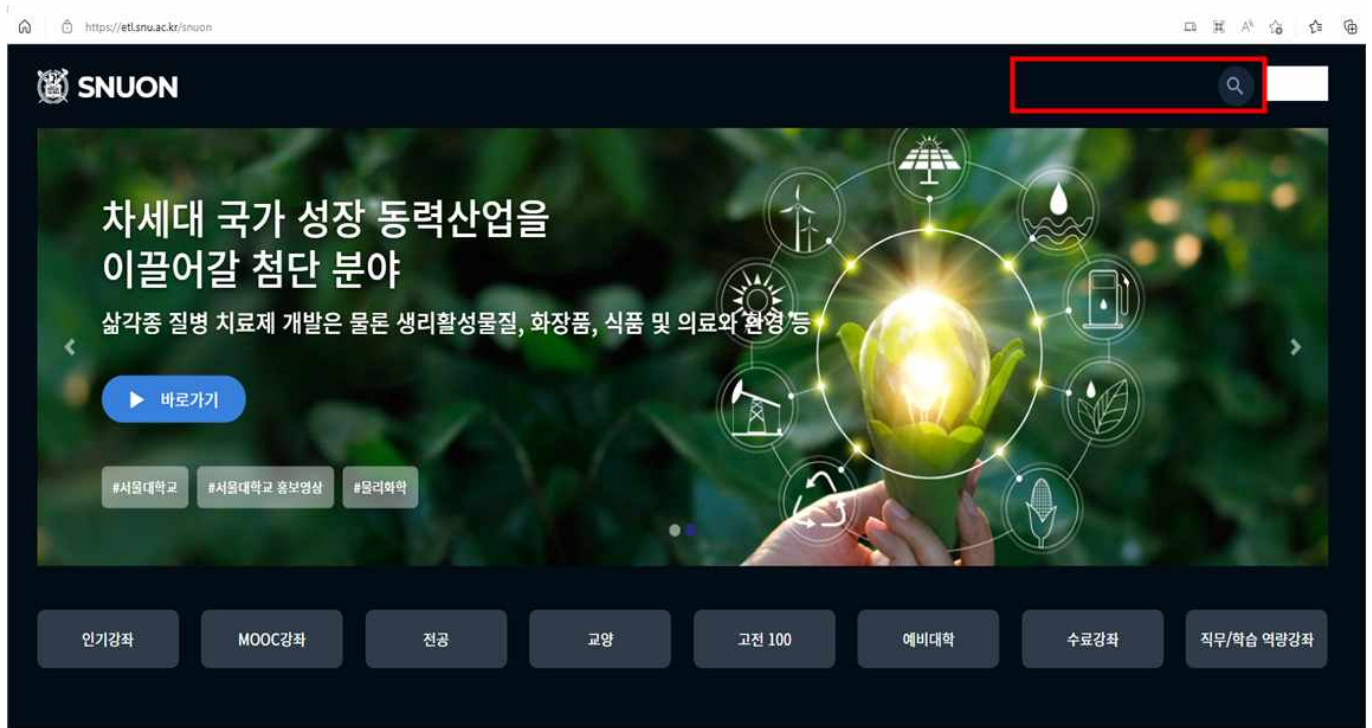 https://etl.snu.ac.kr/snuon
SNUON
차세대 국가 성장 동력산업을
이끌어갈 첨단 분야
삶각종 질병 치료제 개발은 물론 생리활성물질, 화장품, 식품 및 의료와 환경 등
바로가기
#서울대학교 #서울대학교 홍보영상 #물리화학
인기강좌 MOOC강좌 전공 교양 고전 100 예비대학 수료강좌 직무/학습 역량강좌